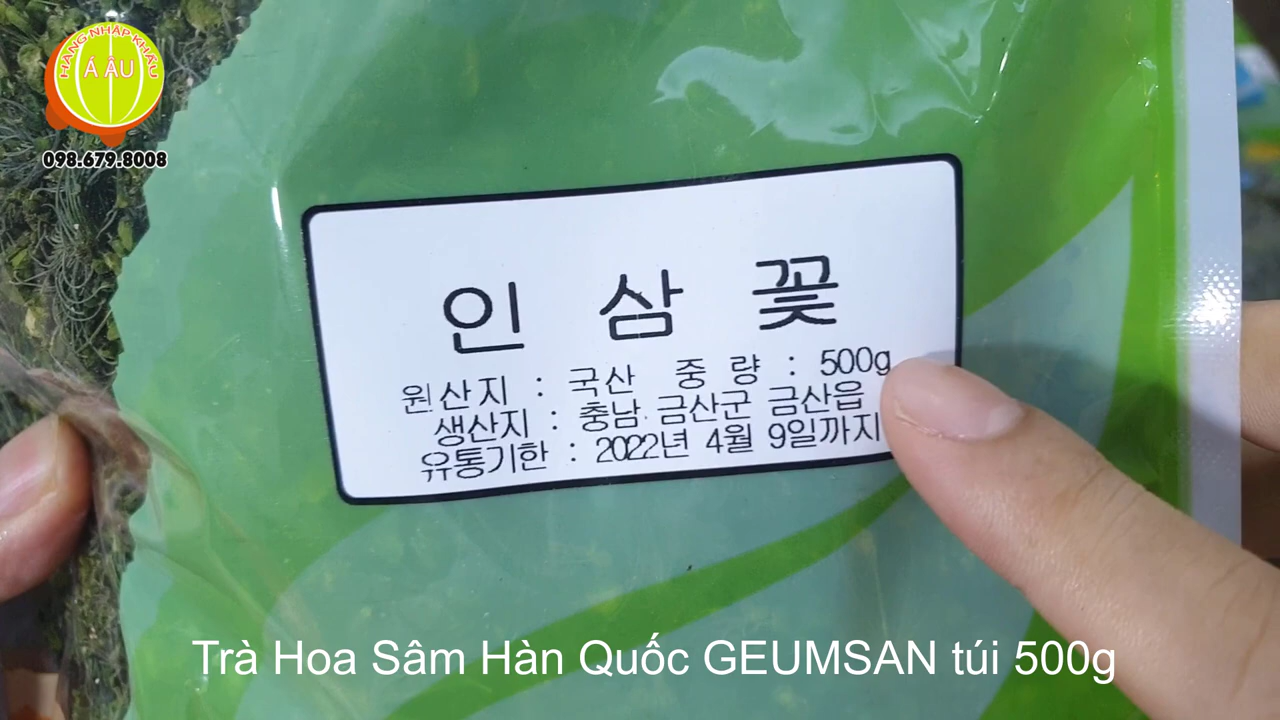 HÀNG NHẬP KHẨU
Á ÂU
098.679.8008
인 삼 꽃
원산지 : 국산 중 량 : 500g
생산지 : 충남 금산군 금산읍
유통기한 : 2022년 4월 9일까지
Trà Hoa Sâm Hàn Quốc GEUMSAN túi 500g